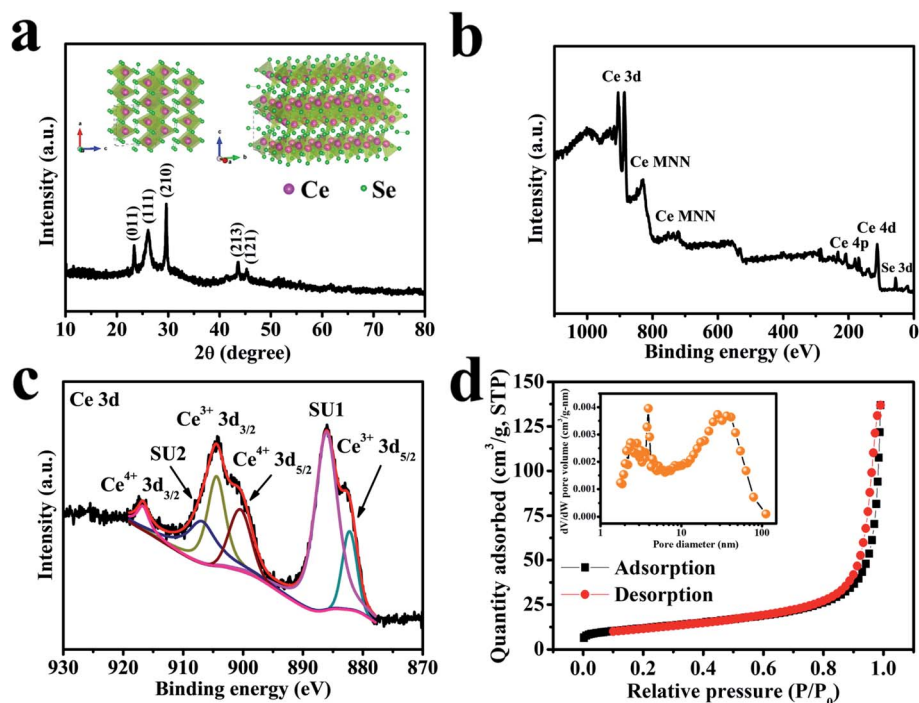 a
Intensity (a.u.)
a
c
c
b
a
Ce
Se
(011)
(111)
(210)
(213)
(121)
10 20 30 40 50 60 70 80
2θ (degree)
b
Intensity (a.u.)
Ce 3d
Ce MNN
Ce MNN
Ce 4p
Ce 4d
Se 3d
1000 800 600 400 200 0
Binding energy (eV)
c
Ce 3d
Intensity (a.u.)
Ce⁴⁺ 3d₃/₂
SU2
Ce³⁺ 3d₃/₂
Ce⁴⁺ 3d₅/₂
SU1
Ce³⁺ 3d₅/₂
930 920 910 900 890 880 870
Binding energy (eV)
d
Quantity adsorbed (cm³/g, STP)
150
125
100
75
50
25
0
dV/dW pore volume (cm³/g-nm)
0.004
0.003
0.002
0.001
0.000
1 10 100
Pore diameter (nm)
Adsorption
Desorption
0.0 0.2 0.4 0.6 0.8 1.0
Relative pressure (P/P₀)